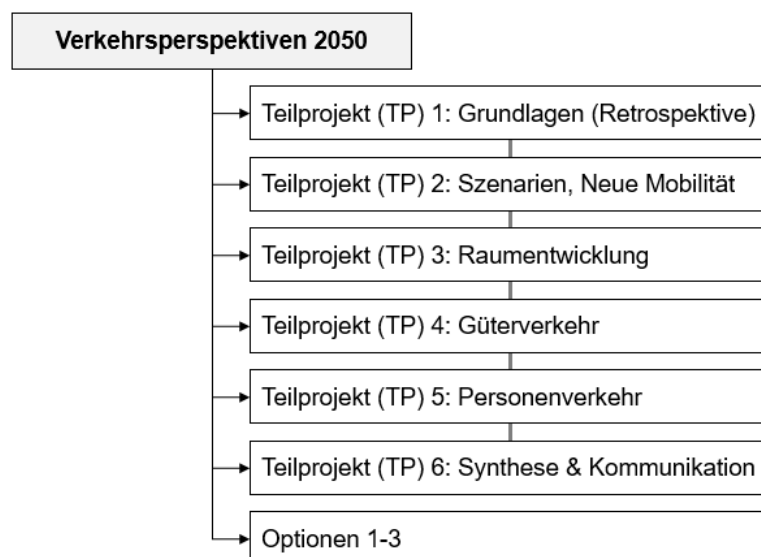 Verkehrsperspektiven 2050
Teilprojekt (TP) 1: Grundlagen (Retrospektive)
Teilprojekt (TP) 2: Szenarien, Neue Mobilität
Teilprojekt (TP) 3: Raumentwicklung
Teilprojekt (TP) 4: Güterverkehr
Teilprojekt (TP) 5: Personenverkehr
Teilprojekt (TP) 6: Synthese & Kommunikation
Optionen 1-3